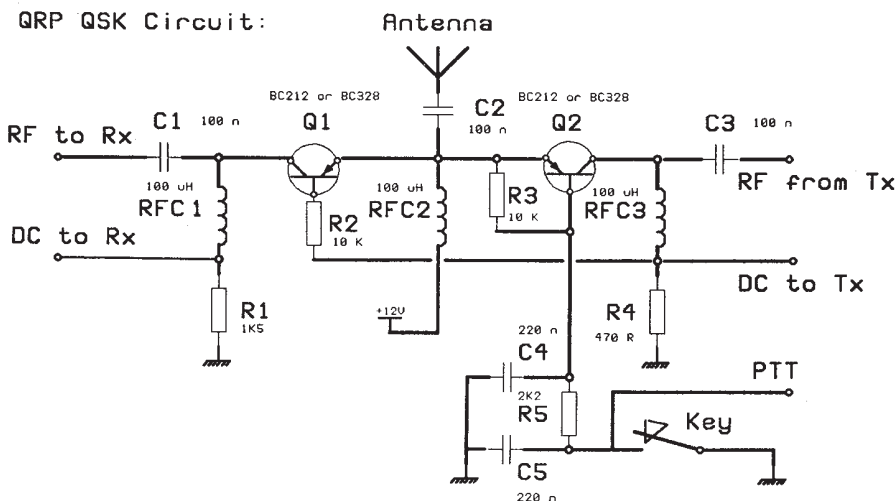 QRP QSK Circuit:
Antenna
BC212 or BC328
C2
100 n
BC212 or BC328
C1
100 n
Q1
Q2
C3
100 n
RF to Rx
RF from Tx
100 uH
RFC1
R2
10 K
100 uH
RFC2
R3
10 K
100 uH
RFC3
DC to Rx
DC to Tx
R1
1K5
+12V
R4
470 R
220 n
C4
2K2
R5
PTT
Key
C5
220 n